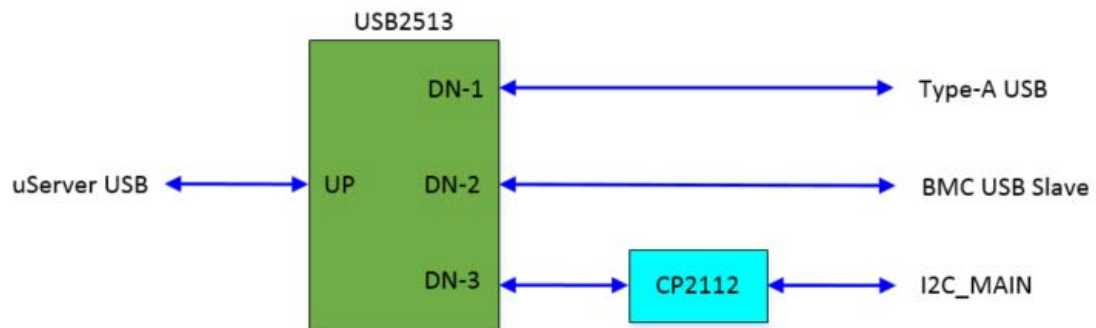 USB2513
DN-1
Type-A USB
uServer USB
UP
DN-2
BMC USB Slave
DN-3
CP2112
I2C_MAIN